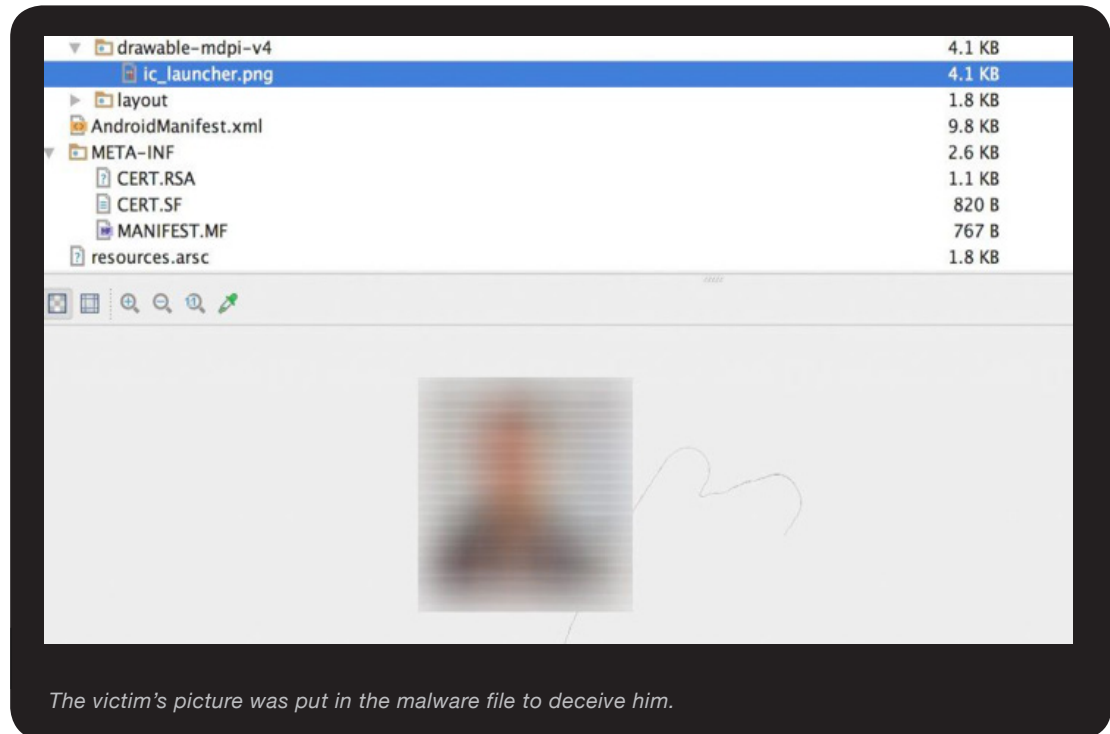 drawable-mdpi-v4 4.1 KB
ic_launcher.png 4.1 KB
layout 1.8 KB
AndroidManifest.xml 9.8 KB
META-INF 2.6 KB
CERT.RSA 1.1 KB
CERT.SF 820 B
MANIFEST.MF 767 B
resources.arsc 1.8 KB
The victim’s picture was put in the malware file to deceive him.